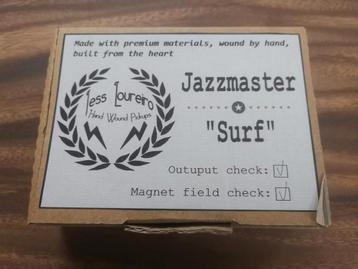 Made with premium materials, wound by hand,
built from the heart
Tess Loureiro
Hand Wound Pickups
Jazzmaster
"Surf"
Outuput check:
Magnet field check: